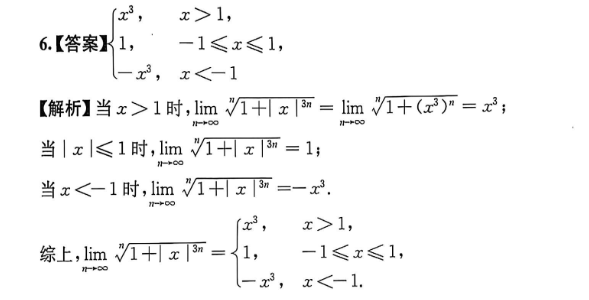 6.【答案】{x³, x>1,
1, -1≤x≤1,
-x³, x<-1
【解析】当 x>1 时, lim_{n→∞} ⁿ√(1+|x|³ⁿ) = lim_{n→∞} ⁿ√(1+(x³)ⁿ) = x³;
当|x|≤1 时, lim_{n→∞} ⁿ√(1+|x|³ⁿ) = 1;
当 x<-1 时, lim_{n→∞} ⁿ√(1+|x|³ⁿ) = -x³.
综上, lim_{n→∞} ⁿ√(1+|x|³ⁿ) = {x³, x>1,
1, -1≤x≤1,
-x³, x<-1.